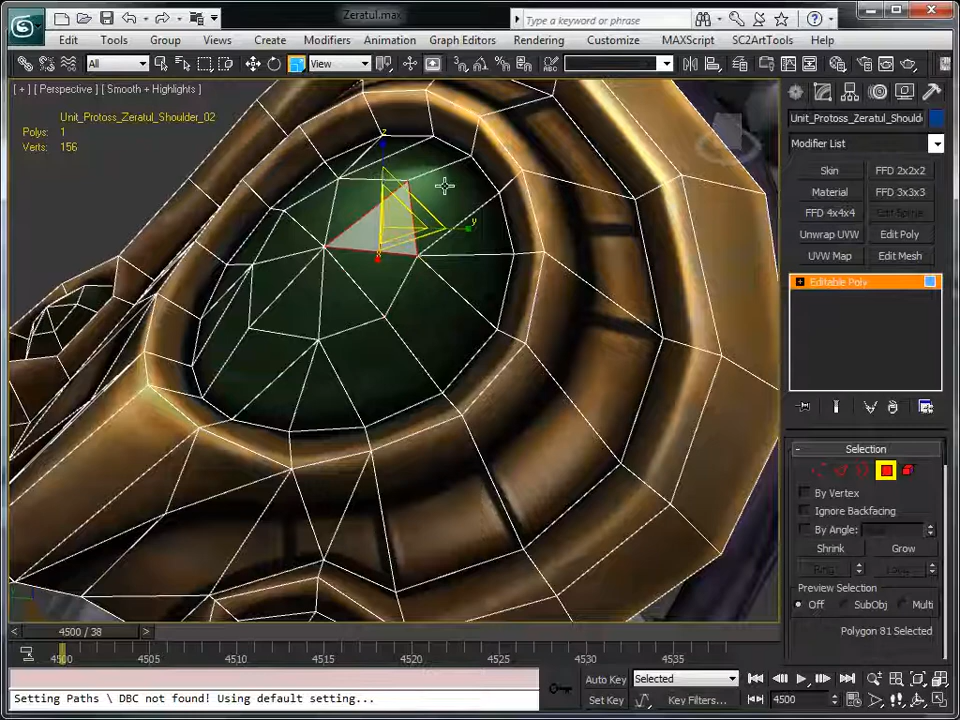 Zeratul.max
Type a keyword or phrase
Edit Tools Group Views Create Modifiers Animation Graph Editors Rendering Customize MAXScript SC2ArtTools Help
All
View
[ + ] [ Perspective ] [ Smooth + Highlights ]
Unit_Protoss_Zeratul_Shoulder_02
Polys: 1
Verts: 156
z
y
x
Unit_Protoss_Zeratul_Should
Modifier List
Skin FFD 2x2x2
Material FFD 3x3x3
FFD 4x4x4 Edit Spline
Unwrap UVW Edit Poly
UVW Map Edit Mesh
Editable Poly
Selection
By Vertex
Ignore Backfacing
By Angle:
Shrink Grow
Ring Loop
Preview Selection
Off SubObj Multi
Polygon 81 Selected
< 4500 / 38 >
4500 4505 4510 4515 4520 4525 4530 4535
Auto Key Selected
Setting Paths \ DBC not found! Using default setting...
Set Key Key Filters... 4500